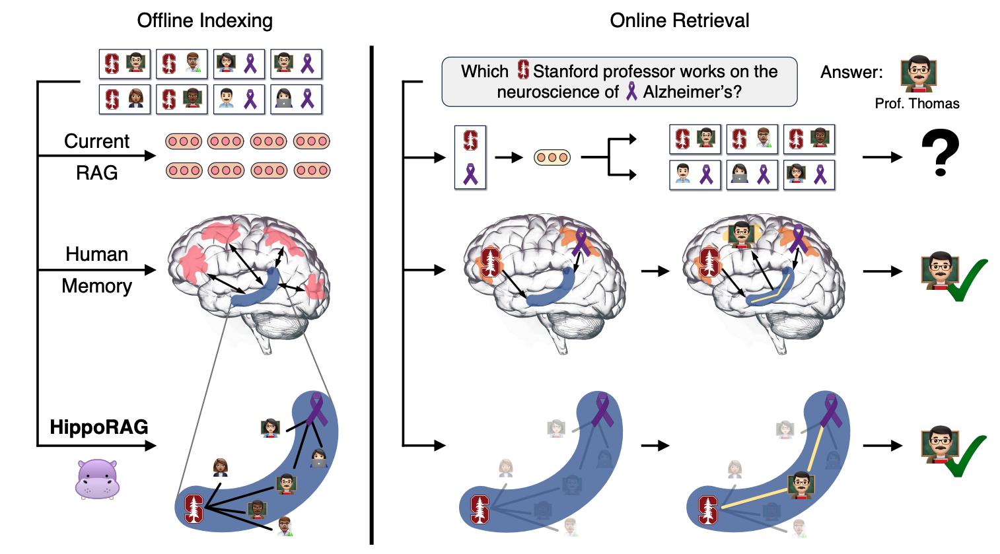 Offline Indexing
Online Retrieval
Which Stanford professor works on the
neuroscience of Alzheimer's?
Answer:
Prof. Thomas
Current
RAG
?
Human
Memory
HippoRAG